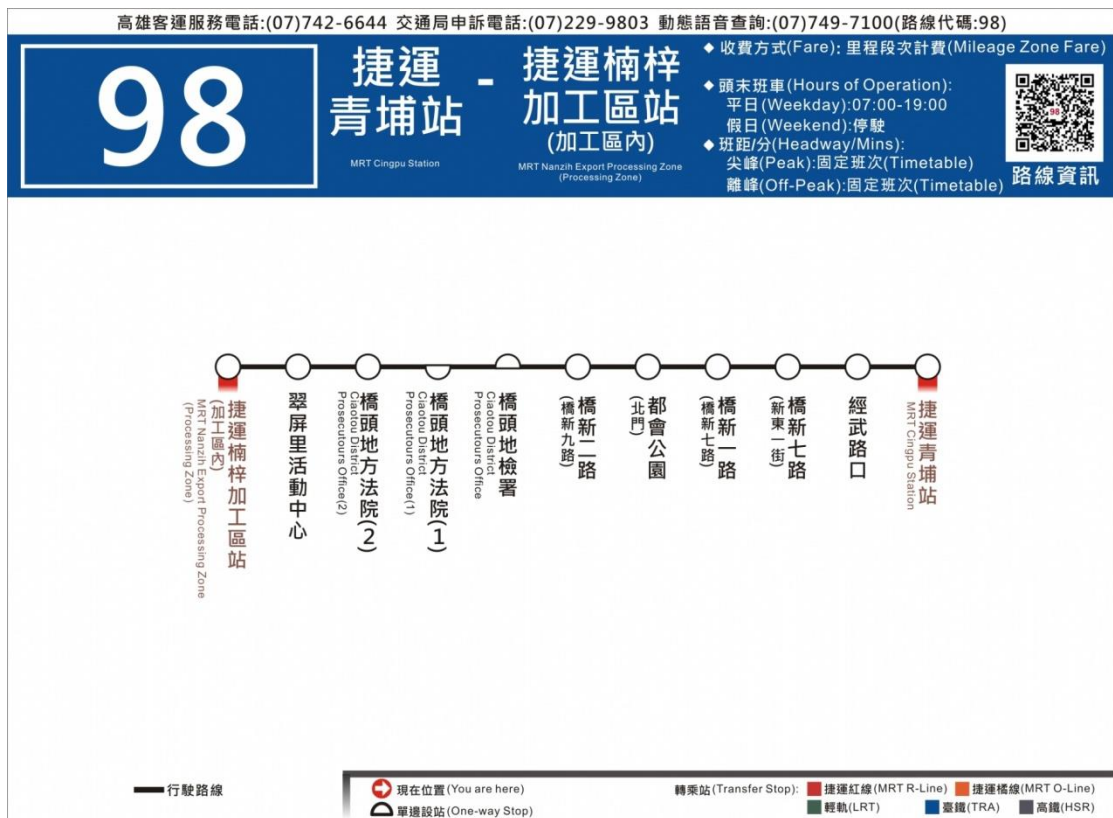 高雄客運服務電話:(07)742-6644 交通局申訴電話:(07)229-9803 動態語音查詢:(07)749-7100(路線代碼:98)
98
捷運
青埔站
MRT Cingpu Station
-
捷運楠梓
加工區站
(加工區內)
MRT Nanzih Export Processing Zone
(Processing Zone)
◆ 收費方式(Fare): 里程段次計費(Mileage Zone Fare)
◆ 頭末班車(Hours of Operation):
平日(Weekday):07:00-19:00
假日(Weekend):停駛
◆ 班距/分(Headway/Mins):
尖峰(Peak):固定班次(Timetable)
離峰(Off-Peak):固定班次(Timetable)
98
路線資訊
捷運楠梓加工區站
(加工區內)
MRT Nanzih Export Processing Zone
(Processing Zone)
翠屏里活動中心
橋頭地方法院(2)
Ciaotou District
Prosecutours Office(2)
橋頭地方法院(1)
Ciaotou District
Prosecutours Office(1)
橋頭地檢署
Ciaotou District
Prosecutours Office
橋新二路
(橋新九路)
都會公園
(北門)
橋新一路
(橋新七路)
橋新七路
(新東一街)
經武路口
捷運青埔站
MRT Cingpu Station
行駛路線
現在位置(You are here)
單邊設站(One-way Stop)
轉乘站(Transfer Stop): 捷運紅線(MRT R-Line) 捷運橘線(MRT O-Line)
輕軌(LRT) 臺鐵(TRA) 高鐵(HSR)